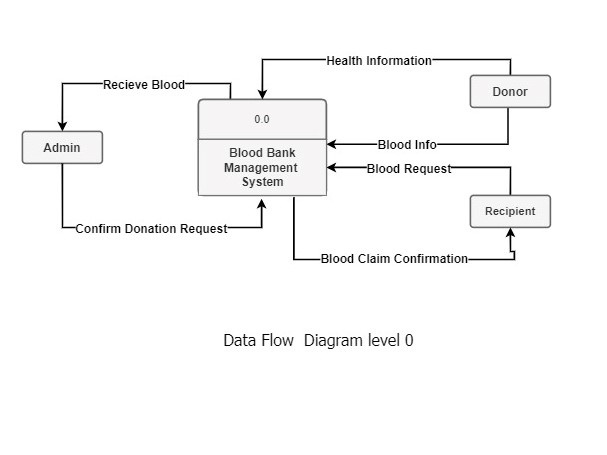 Health Information
Recieve Blood
Donor
0.0
Admin
Blood Info
Blood Bank
Management
System
Blood Request
Recipient
Confirm Donation Request
Blood Claim Confirmation
Data Flow Diagram level 0